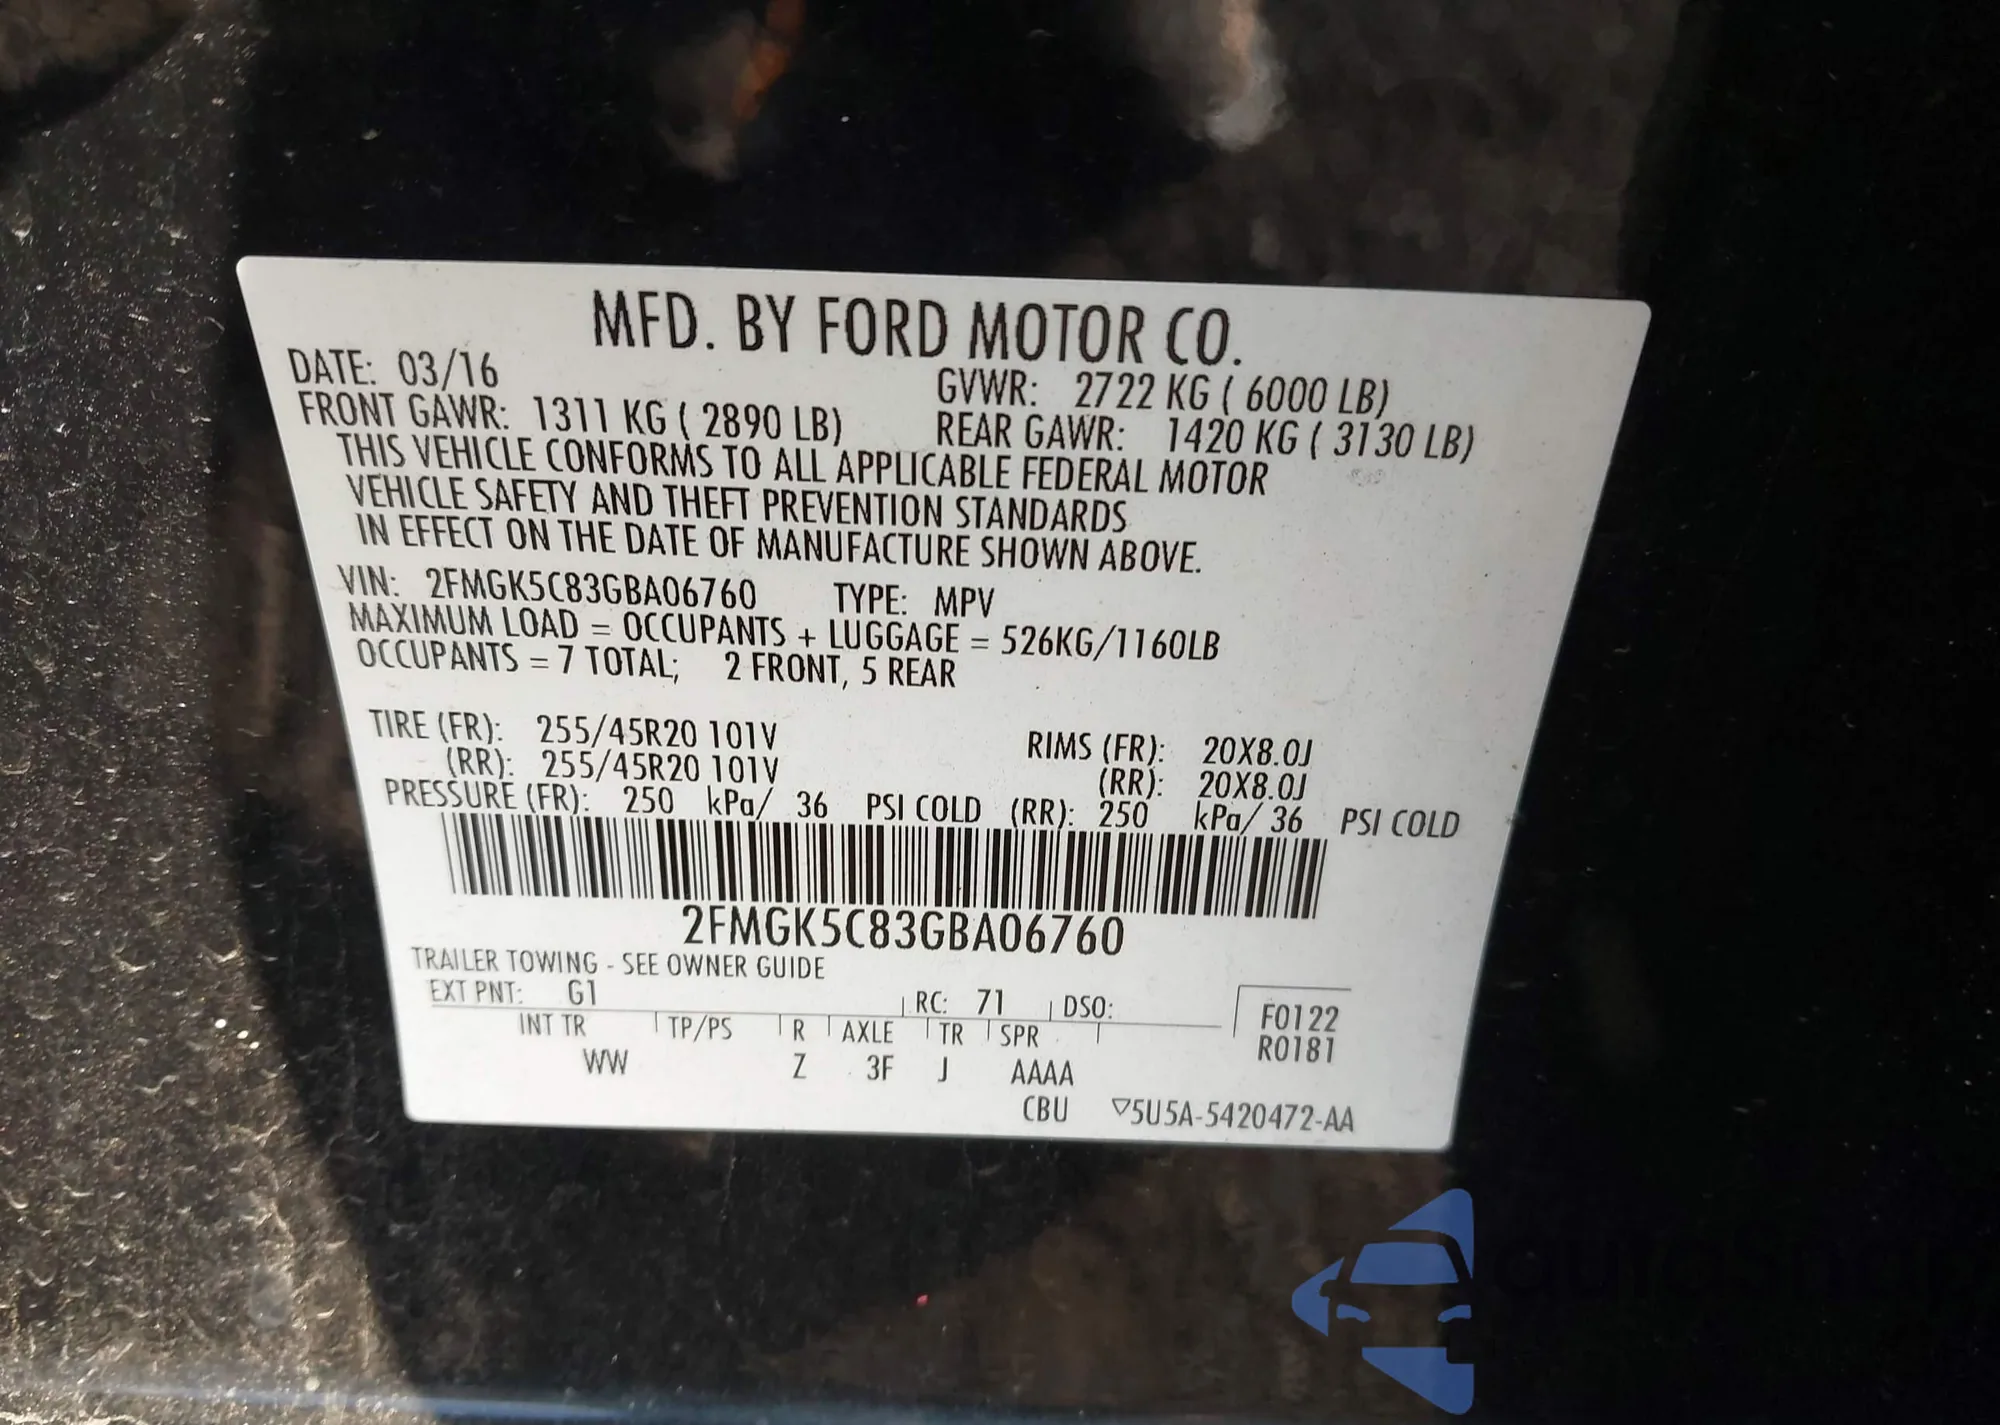 MFD. BY FORD MOTOR CO.
DATE: 03/16 GVWR: 2722 KG ( 6000 LB)
FRONT GAWR: 1311 KG ( 2890 LB) REAR GAWR: 1420 KG ( 3130 LB)
THIS VEHICLE CONFORMS TO ALL APPLICABLE FEDERAL MOTOR
VEHICLE SAFETY AND THEFT PREVENTION STANDARDS
IN EFFECT ON THE DATE OF MANUFACTURE SHOWN ABOVE.
VIN: 2FMGK5C83GBA06760 TYPE: MPV
MAXIMUM LOAD = OCCUPANTS + LUGGAGE = 526KG/1160LB
OCCUPANTS = 7 TOTAL; 2 FRONT, 5 REAR
TIRE (FR): 255/45R20 101V RIMS (FR): 20X8.0J
(RR): 255/45R20 101V (RR): 20X8.0J
PRESSURE (FR): 250 kPa/ 36 PSI COLD (RR): 250 kPa/ 36 PSI COLD
2FMGK5C83GBA06760
TRAILER TOWING - SEE OWNER GUIDE
EXT PNT: G1 RC: 71 DSO: F0122
INT TR TP/PS R AXLE TR SPR R0181
WW Z 3F J AAAA
CBU ▽5U5A-5420472-AA